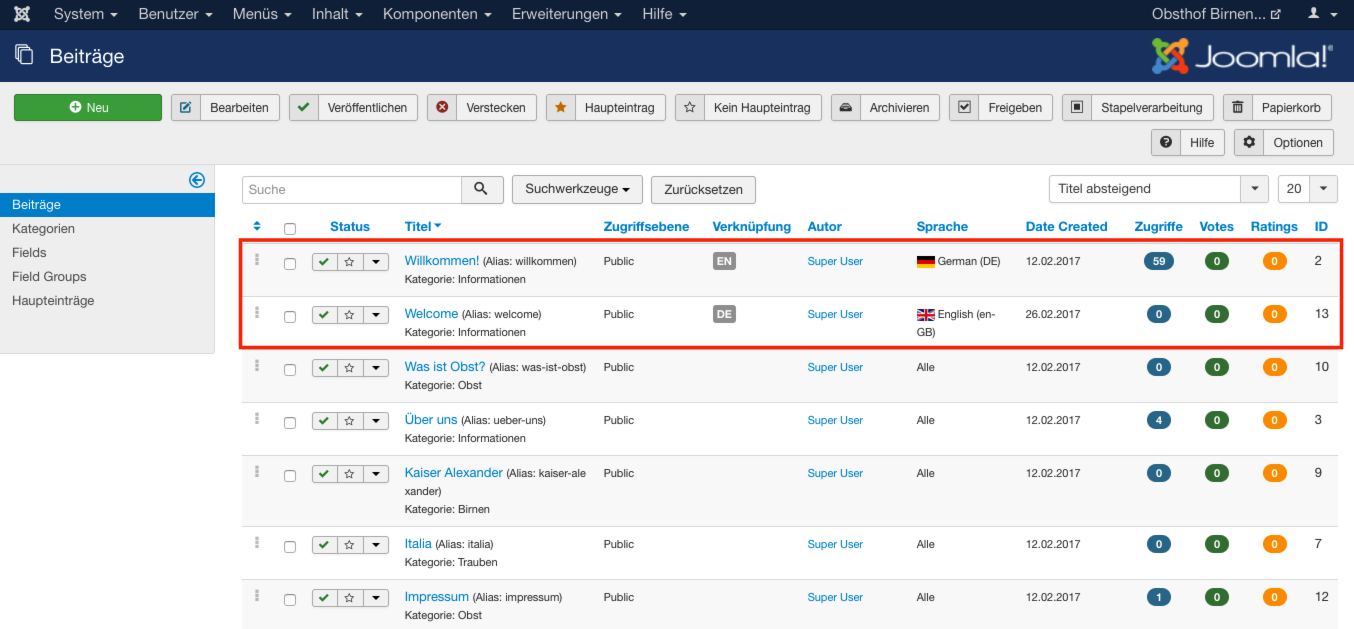 System Benutzer Menüs Inhalt Komponenten Erweiterungen Hilfe Obsthof Birnen...
Beiträge Joomla!®
Neu Bearbeiten Veröffentlichen Verstecken Haupteintrag Kein Haupteintrag Archivieren Freigeben Stapelverarbeitung Papierkorb
Hilfe Optionen
Beiträge
Kategorien
Fields
Field Groups
Haupteinträge
Suche Suchwerkzeuge Zurücksetzen Titel absteigend 20
Status Titel Zugriffsebene Verknüpfung Autor Sprache Date Created Zugriffe Votes Ratings ID
Willkommen! (Alias: willkommen) Public EN Super User German (DE) 12.02.2017 59 0 0 2
Kategorie: Informationen
Welcome (Alias: welcome) Public DE Super User English (en- 26.02.2017 0 0 0 13
Kategorie: Informationen GB)
Was ist Obst? (Alias: was-ist-obst) Public Super User Alle 12.02.2017 0 0 0 10
Kategorie: Obst
Über uns (Alias: ueber-uns) Public Super User Alle 12.02.2017 4 0 0 3
Kategorie: Informationen
Kaiser Alexander (Alias: kaiser-ale Public Super User Alle 12.02.2017 0 0 0 9
xander)
Kategorie: Birnen
Italia (Alias: italia) Public Super User Alle 12.02.2017 0 0 0 7
Kategorie: Trauben
Impressum (Alias: impressum) Public Super User Alle 12.02.2017 1 0 0 12
Kategorie: Obst